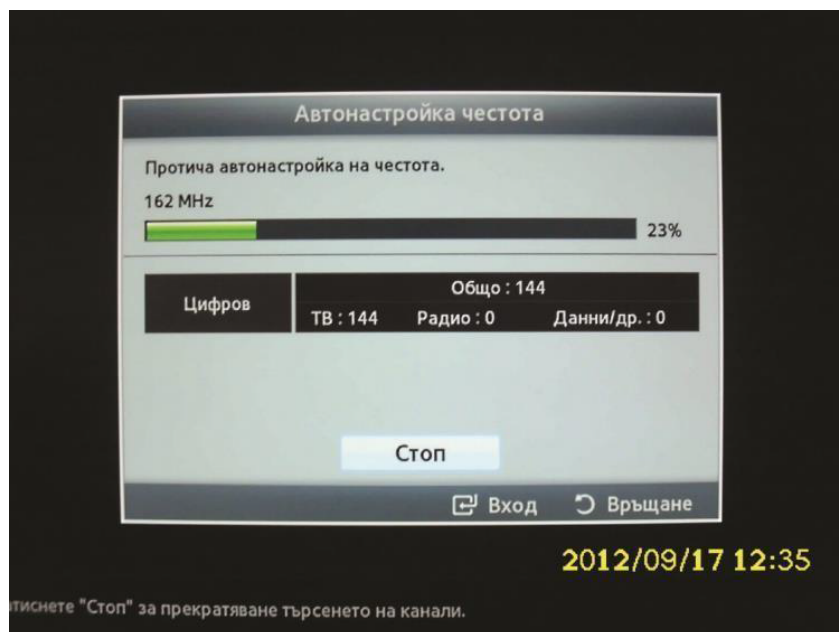 Автонастройка честота
Протича автонастройка на честота.
162 MHz
23%
Цифров
Общо : 144
ТВ : 144 Радио : 0 Данни/др. : 0
Стоп
Вход Връщане
2012/09/17 12:35
"Стоп" за прекратяване търсенето на канали.